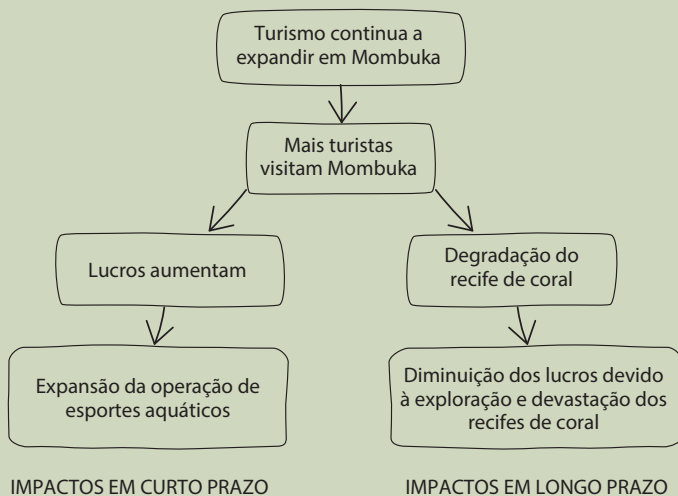 Turismo continua a
expandir em Mombuka
Mais turistas
visitam Mombuka
Lucros aumentam
Degradação do
recife de coral
Expansão da operação de
esportes aquáticos
Diminuição dos lucros devido
à exploração e devastação dos
recifes de coral
IMPACTOS EM CURTO PRAZO
IMPACTOS EM LONGO PRAZO